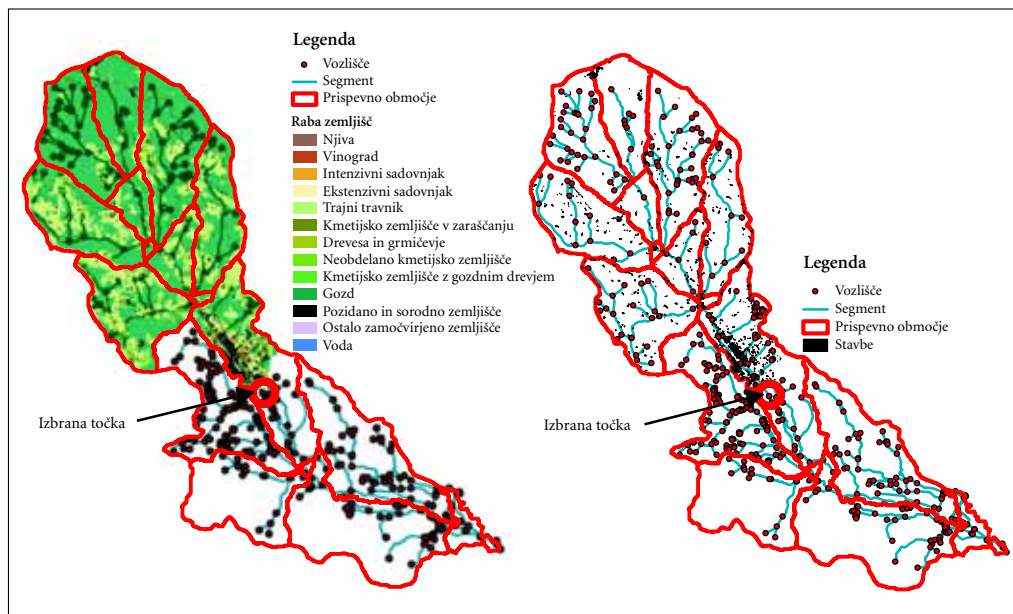 Legenda
Vozlišče
Segment
Prispevno območje
Raba zemljišč
Njiva
Vinograd
Intenzivni sadovnjak
Ekstenzivni sadovnjak
Trajni travnik
Kmetijsko zemljišče v zaraščanju
Drevesa in grmičevje
Neobdelano kmetijsko zemljišče
Kmetijsko zemljišče z gozdnim drevjem
Gozd
Pozidano in sorodno zemljišče
Ostalo zamočvirjeno zemljišče
Voda
Izbrana točka
Legenda
Vozlišče
Segment
Prispevno območje
Stavbe
Izbrana točka